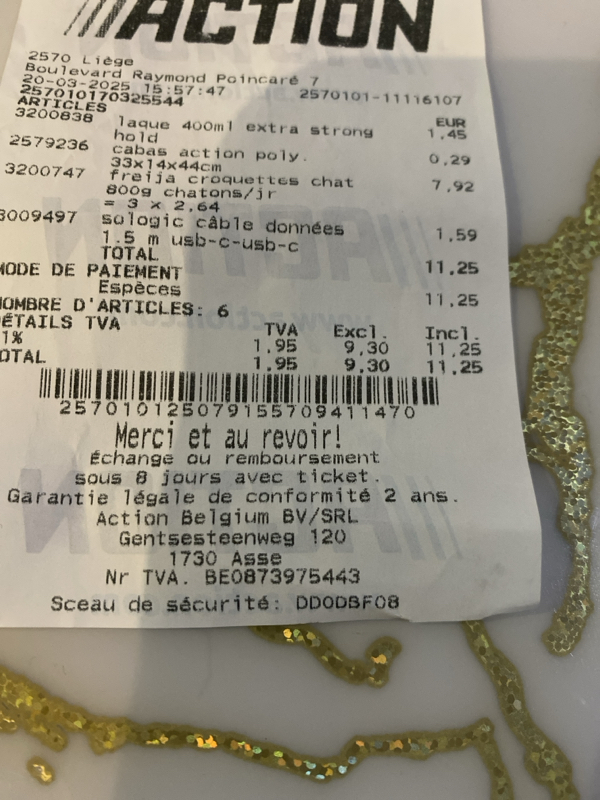 ACTION
2570 Liège
Boulevard Raymond Poincaré 7
20-03-2025 15:57:47 2570101-11116107
257010170325544
ARTICLES EUR
3200838 laque 400ml extra strong 1,45
hold
2579236 cabas action poly. 0,29
33x14x44cm
3200747 freija croquettes chat 7,92
800g chatons/jr
= 3 x 2,64
3009497 sologic câble données 1,59
1.5 m usb-c-usb-c
TOTAL 11,25
MODE DE PAIEMENT
Espèces 11,25
NOMBRE D'ARTICLES: 6
DÉTAILS TVA TVA Excl. Incl.
1% 1,95 9,30 11,25
TOTAL 1,95 9,30 11,25
257010125079155709411470
Merci et au revoir!
Échange ou remboursement
sous 8 jours avec ticket.
Garantie légale de conformité 2 ans.
Action Belgium BV/SRL
Gentsesteenweg 120
1730 Asse
Nr TVA. BE0873975443
Sceau de sécurité: DD0DBF08